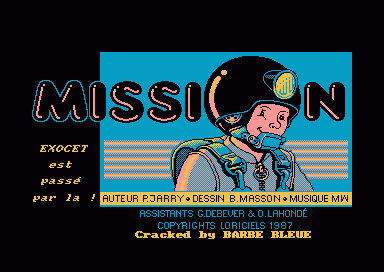 MISSION
EXOCET
est
passé
par la !
AUTEUR P.JARRY • DESSIN B.MASSON • MUSIQUE MW
ASSISTANTS G.DEBEVER & O.LAHONDÉ
COPYRIGHTS LORICIELS 1987
Cracked by BARBE BLEUE